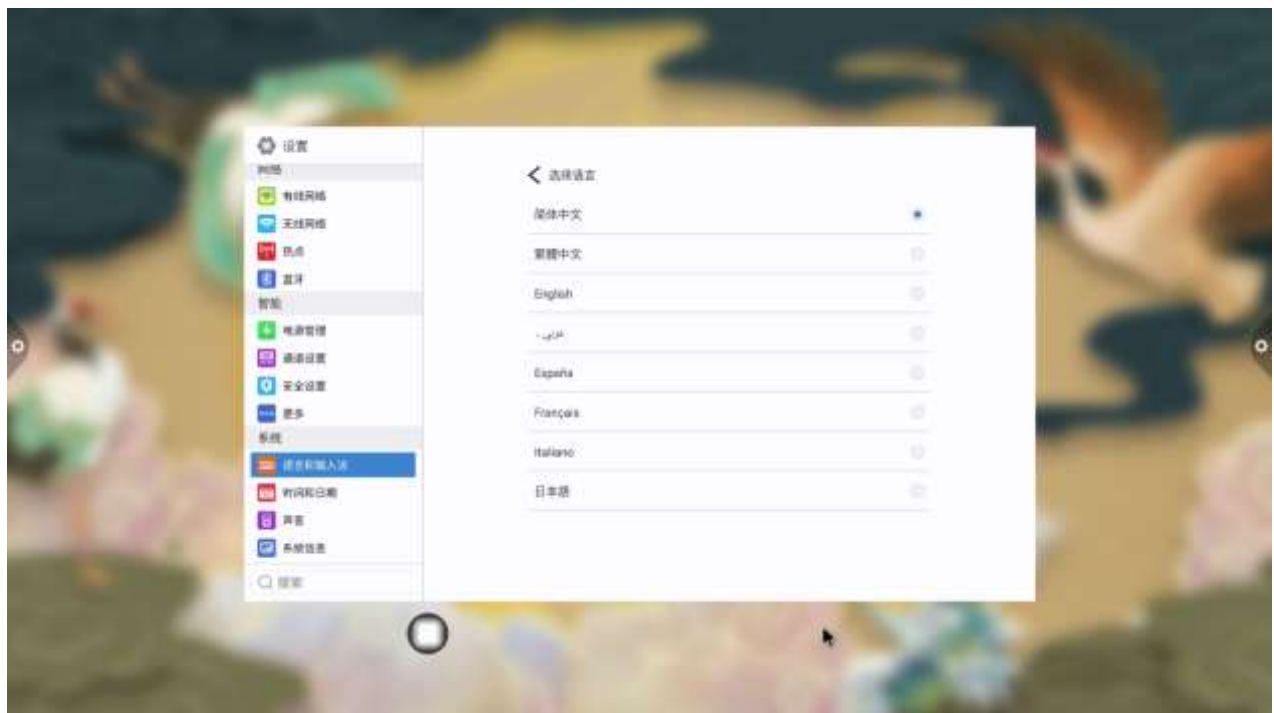 设置
网络
有线网络
无线网络
热点
蓝牙
智能
电源管理
通道设置
安全设置
更多
系统
语言和输入法
时间和日期
声音
系统信息
搜索
选择语言
简体中文
繁體中文
English
España
Français
Italiano
日本語